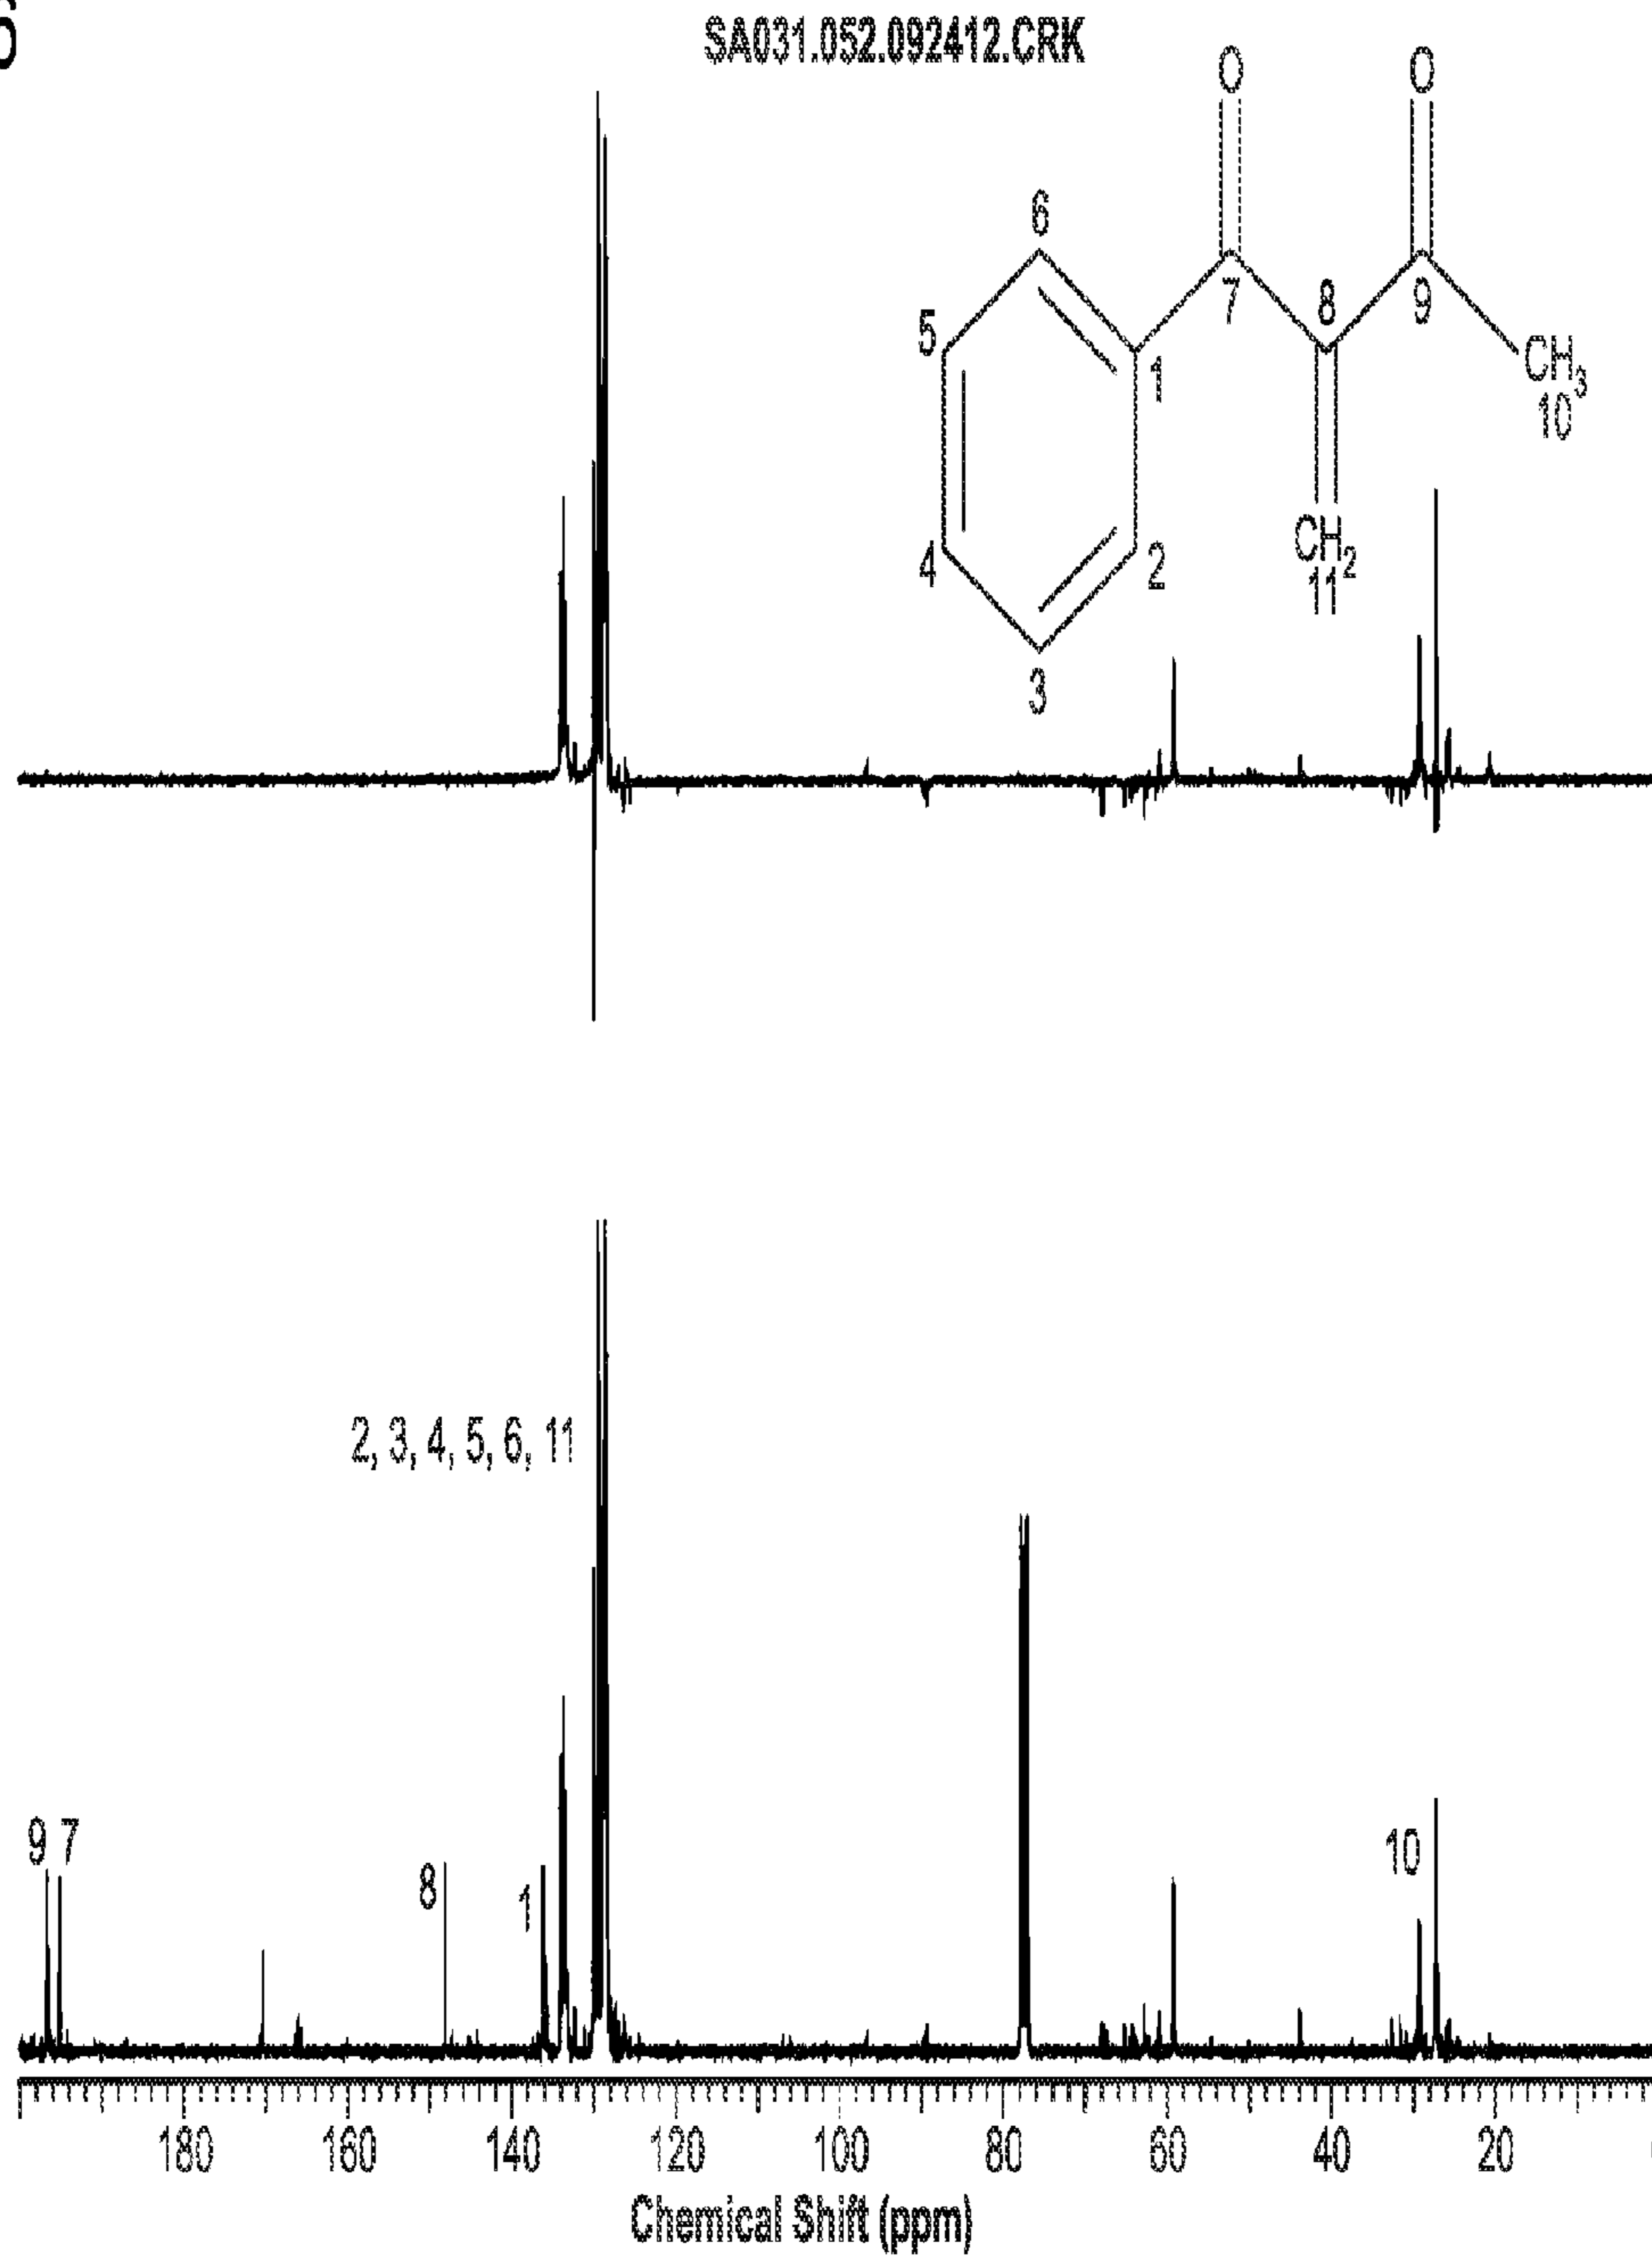 SA031.052.092412.CRK
O O
6
5 7 8 9
1 CH3
10
4 2 CH2
11
3
2, 3, 4, 5, 6, 11
9 7
8 1 10
180 160 140 120 100 80 60 40 20
Chemical Shift (ppm)